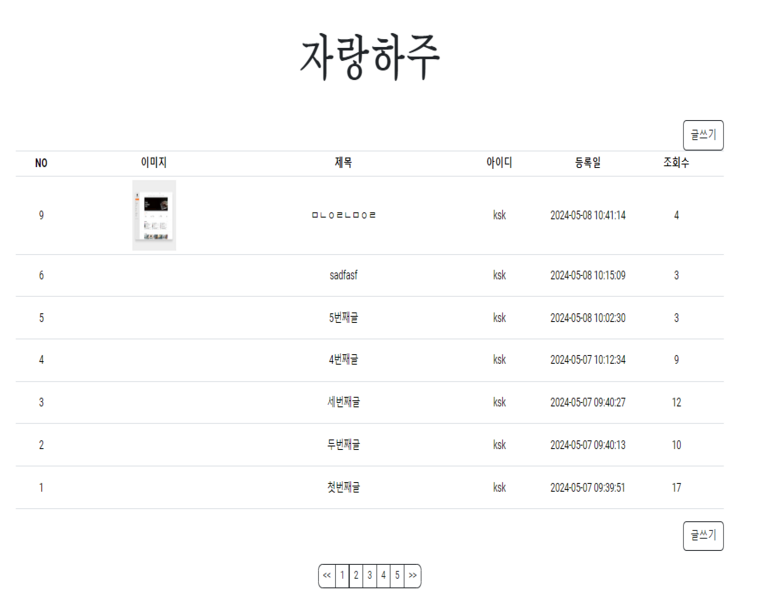 자랑하주
글쓰기
NO 이미지 제목 아이디 등록일 조회수
9 ㅁㄴㅇㄹㄴㅁㅇㄹ ksk 2024-05-08 10:41:14 4
6 sadfasf ksk 2024-05-08 10:15:09 3
5 5번째글 ksk 2024-05-08 10:02:30 3
4 4번째글 ksk 2024-05-07 10:12:34 9
3 세번째글 ksk 2024-05-07 09:40:27 12
2 두번째글 ksk 2024-05-07 09:40:13 10
1 첫번째글 ksk 2024-05-07 09:39:51 17
글쓰기
<< 1 2 3 4 5 >>